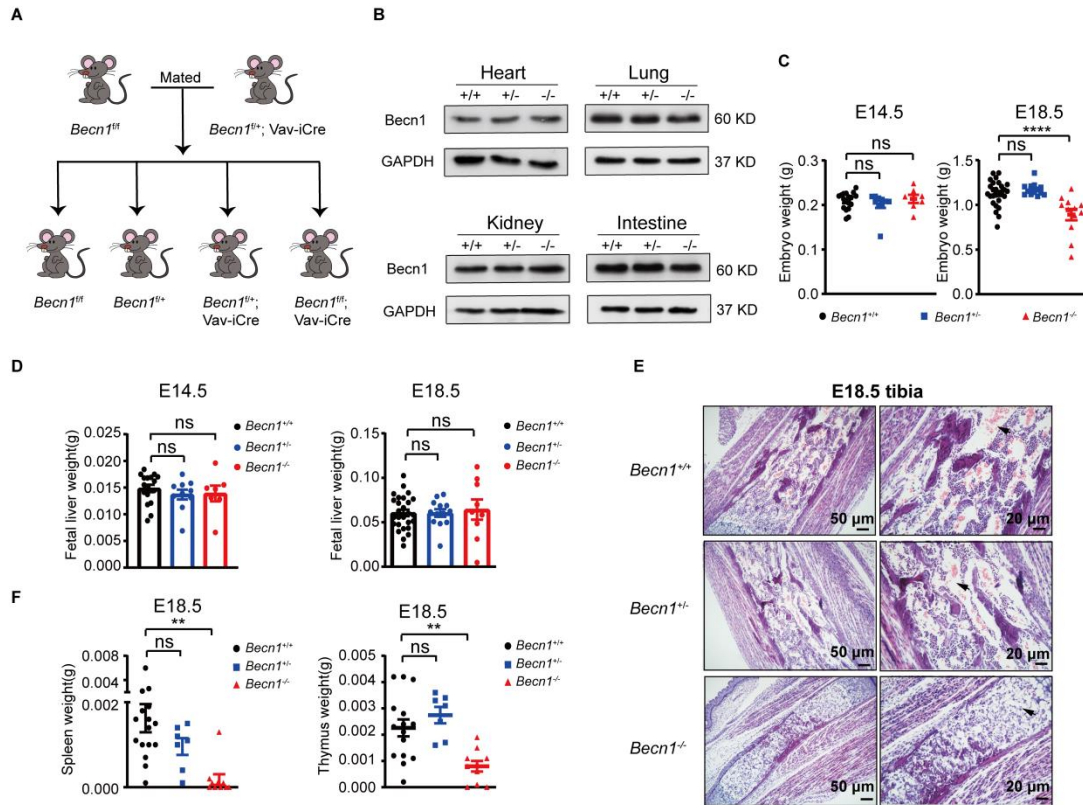 A
Mated
Becn1f/f
Becn1f/+; Vav-iCre
Becn1f/f
Becn1f/+
Becn1f/+;
Vav-iCre
Becn1f/f;
Vav-iCre
B
Heart
Lung
+/+ +/- -/-
+/+ +/- -/-
Becn1
60 KD
GAPDH
37 KD
Kidney
Intestine
+/+ +/- -/-
+/+ +/- -/-
Becn1
60 KD
GAPDH
37 KD
C
E14.5
ns
ns
Embryo weight (g)
0.4
0.2
0.0
E18.5
****
ns
Embryo weight (g)
1.5
1.0
0.5
0.0
Becn1+/+
Becn1+/-
Becn1-/-
D
E14.5
ns
ns
Fetal liver weight(g)
0.025
0.020
0.015
0.010
0.005
0.000
Becn1+/+
Becn1+/-
Becn1-/-
E18.5
ns
ns
Fetal liver weight(g)
0.15
0.10
0.05
0.00
Becn1+/+
Becn1+/-
Becn1-/-
E
E18.5 tibia
Becn1+/+
50 μm
20 μm
Becn1+/-
50 μm
20 μm
Becn1-/-
50 μm
20 μm
F
E18.5
**
ns
Spleen weight(g)
0.008
0.004
0.002
0.002
0.000
Becn1+/+
Becn1+/-
Becn1-/-
E18.5
**
ns
Thymus weight(g)
0.005
0.004
0.003
0.002
0.001
0.000
Becn1+/+
Becn1+/-
Becn1-/-